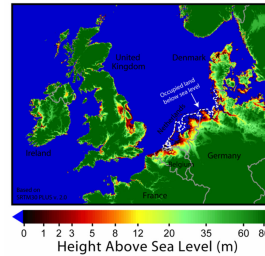 United
Kingdom
Denmark
Occupied land
below sea level
Ireland
Germany
France
0 1 2 3 5 8 12 20 35 60 80
Height Above Sea Level (m)